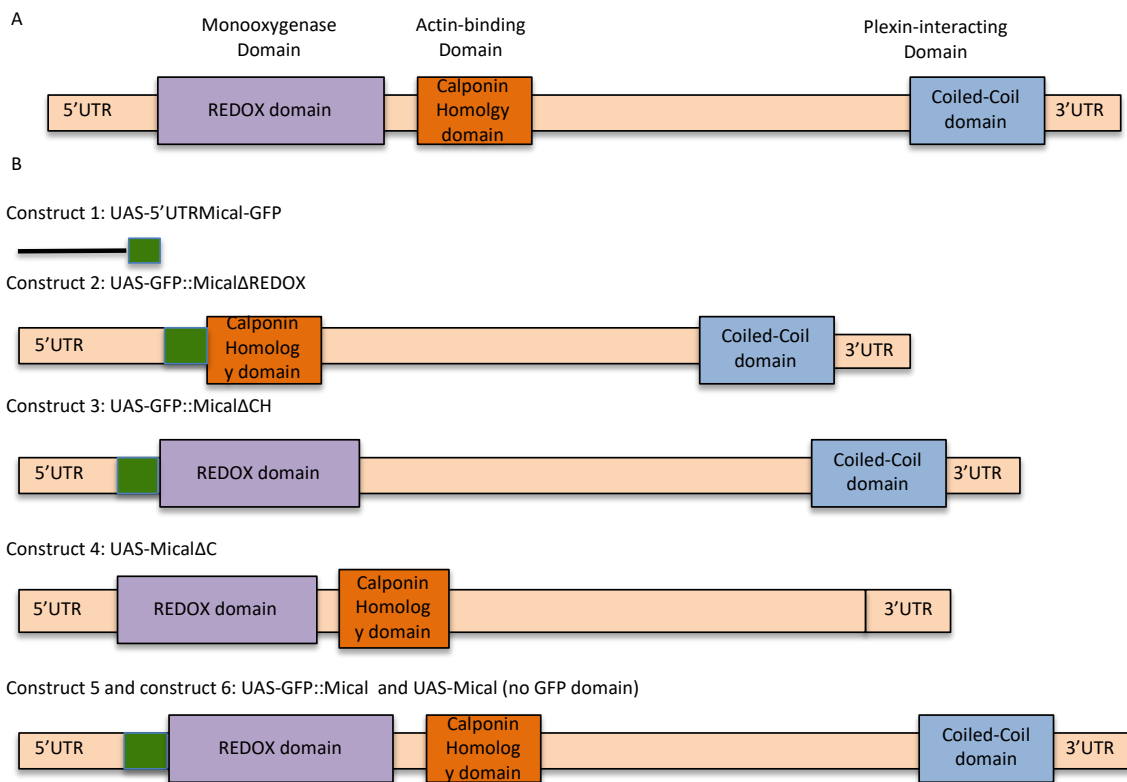 A
Monooxygenase
Domain
Actin-binding
Domain
Plexin-interacting
Domain
5'UTR
REDOX domain
Calponin
Homolgy
domain
Coiled-Coil
domain
3'UTR
B
Construct 1: UAS-5'UTRMical-GFP
Construct 2: UAS-GFP::MicalΔREDOX
5'UTR
Calponin
Homolog
y domain
Coiled-Coil
domain
3'UTR
Construct 3: UAS-GFP::MicalΔCH
5'UTR
REDOX domain
Coiled-Coil
domain
3'UTR
Construct 4: UAS-MicalΔC
5'UTR
REDOX domain
Calponin
Homolog
y domain
3'UTR
Construct 5 and construct 6: UAS-GFP::Mical and UAS-Mical (no GFP domain)
5'UTR
REDOX domain
Calponin
Homolog
y domain
Coiled-Coil
domain
3'UTR